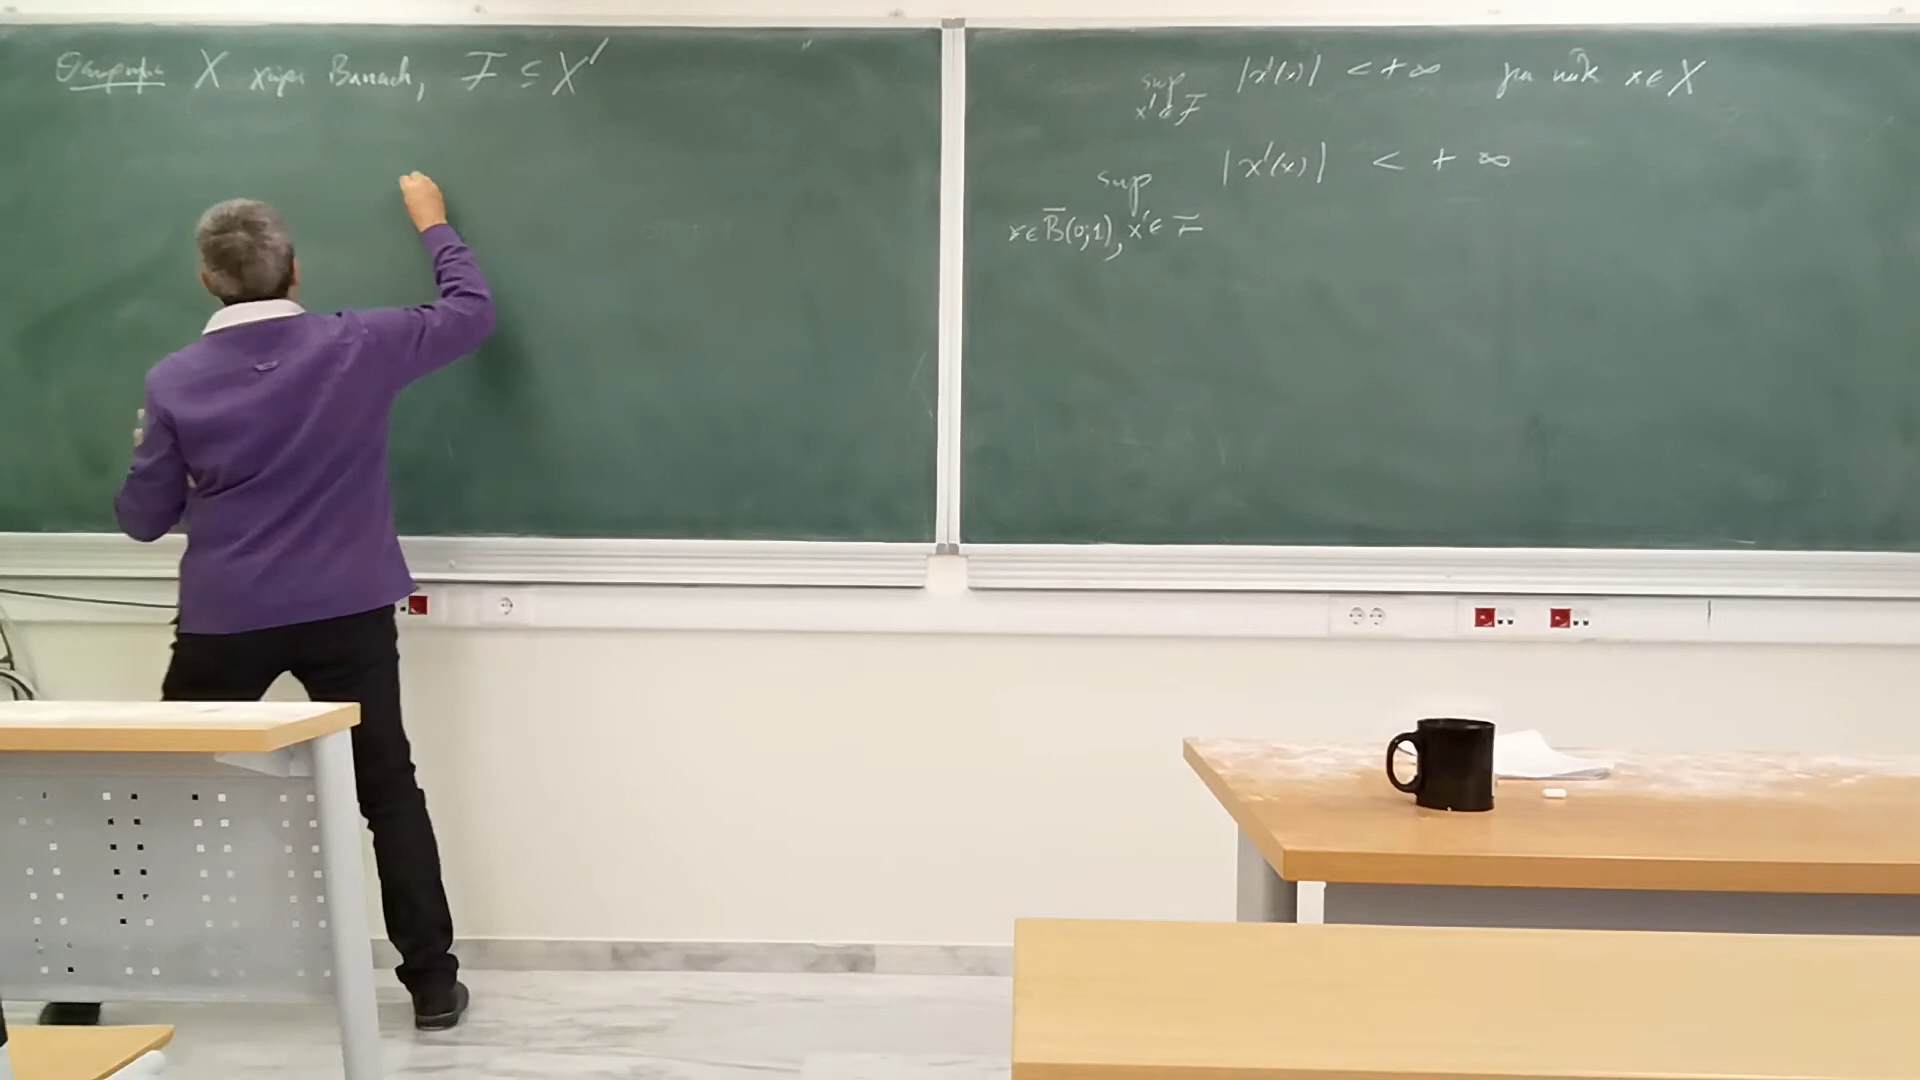 Θεώρημα X χώρος Banach, F ⊆ X'
sup |x'(x)| < +∞ για κάθε x ∈ X
x' ∈ F
sup |x'(x)| < + ∞
x ∈ B̅(0;1), x' ∈ F